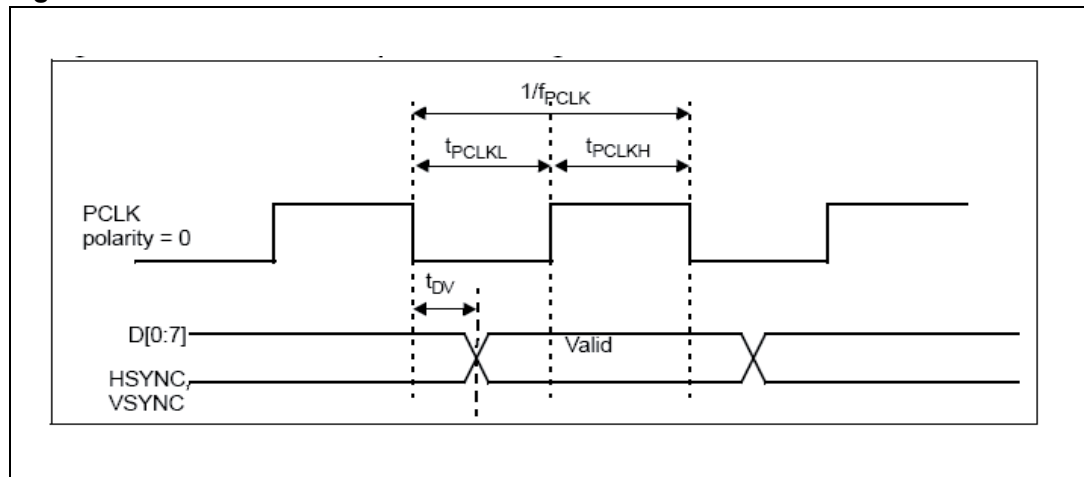 1/fPCLK
tPCLKL tPCLKH
PCLK
polarity = 0
tDV
D[0:7]
Valid
HSYNC,
VSYNC